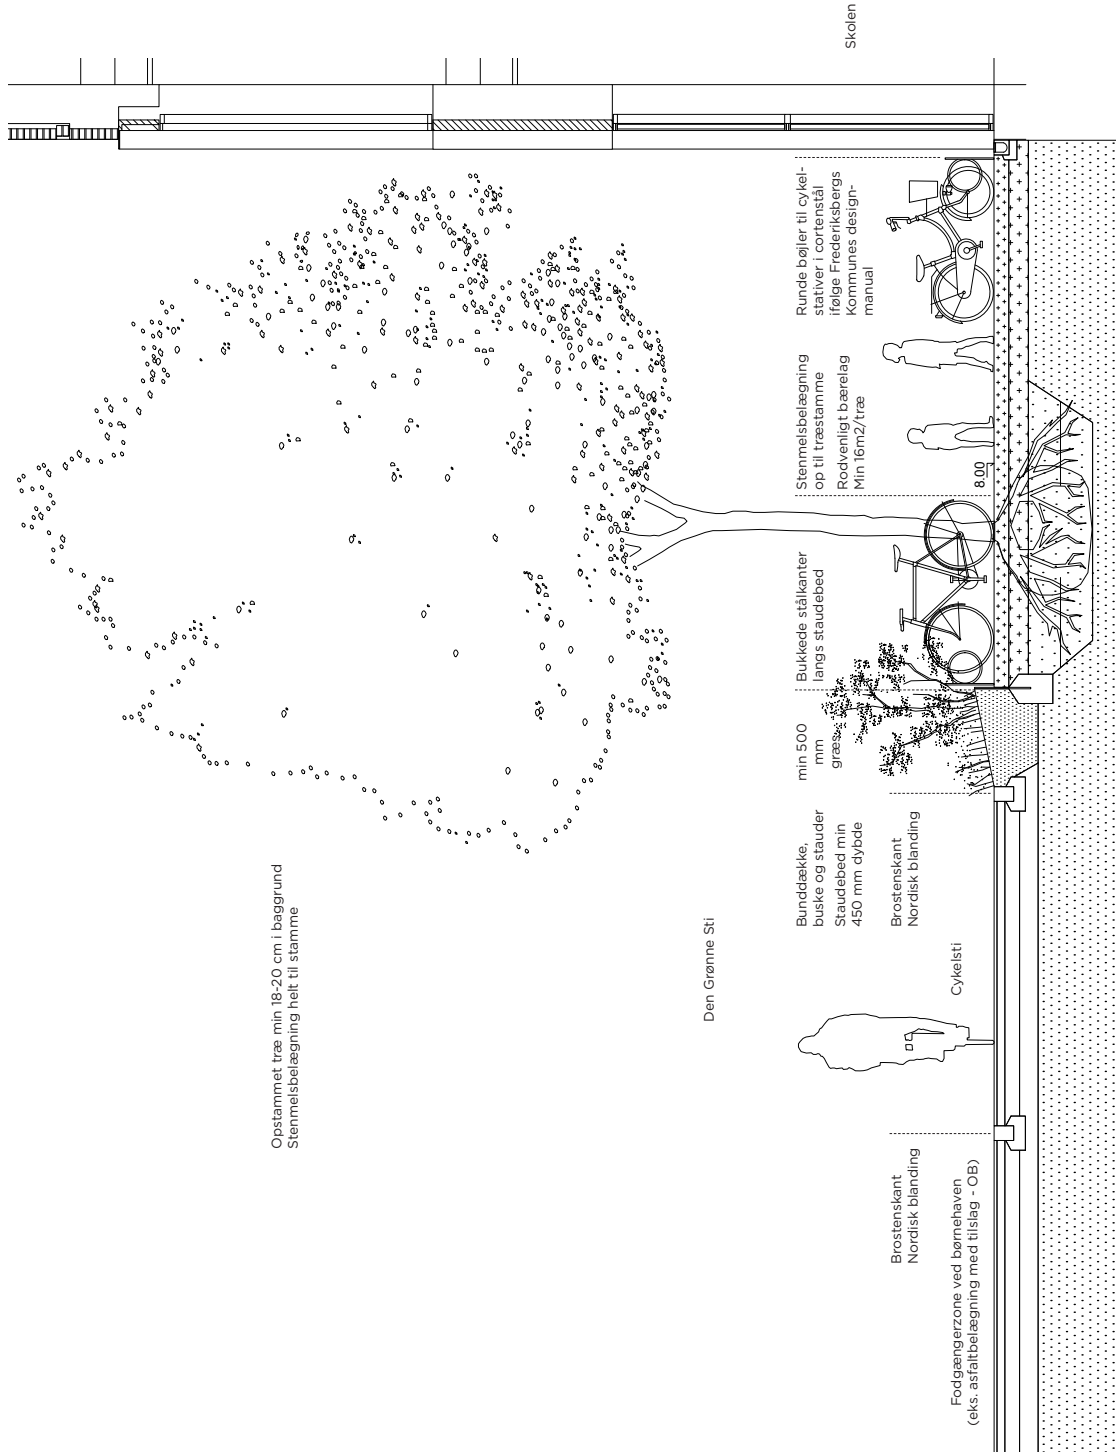 Opstammet træ min 18-20 cm i baggrund
Stenmelsbelægning helt til stamme
Skolen
Den Grønne Sti
Brostenskant
Nordisk blanding
Fodgængerzone ved børnehaven
(eks. asfaltbelægning med tilslag - OB)
Cykelsti
Bunddække,
buske og stauder
Staudebed min
450 mm dybde
Brostenskant
Nordisk blanding
min 500
mm
græs
Bukkede stålkanter
langs staudebed
Stenmelsbelægning
op til træstamme
Rodvenligt bærelag
Min 16m2/træ
8.00
Runde bøjler til cykel-
stativer i cortenstål
ifølge Frederiksbergs
Kommunes design-
manual